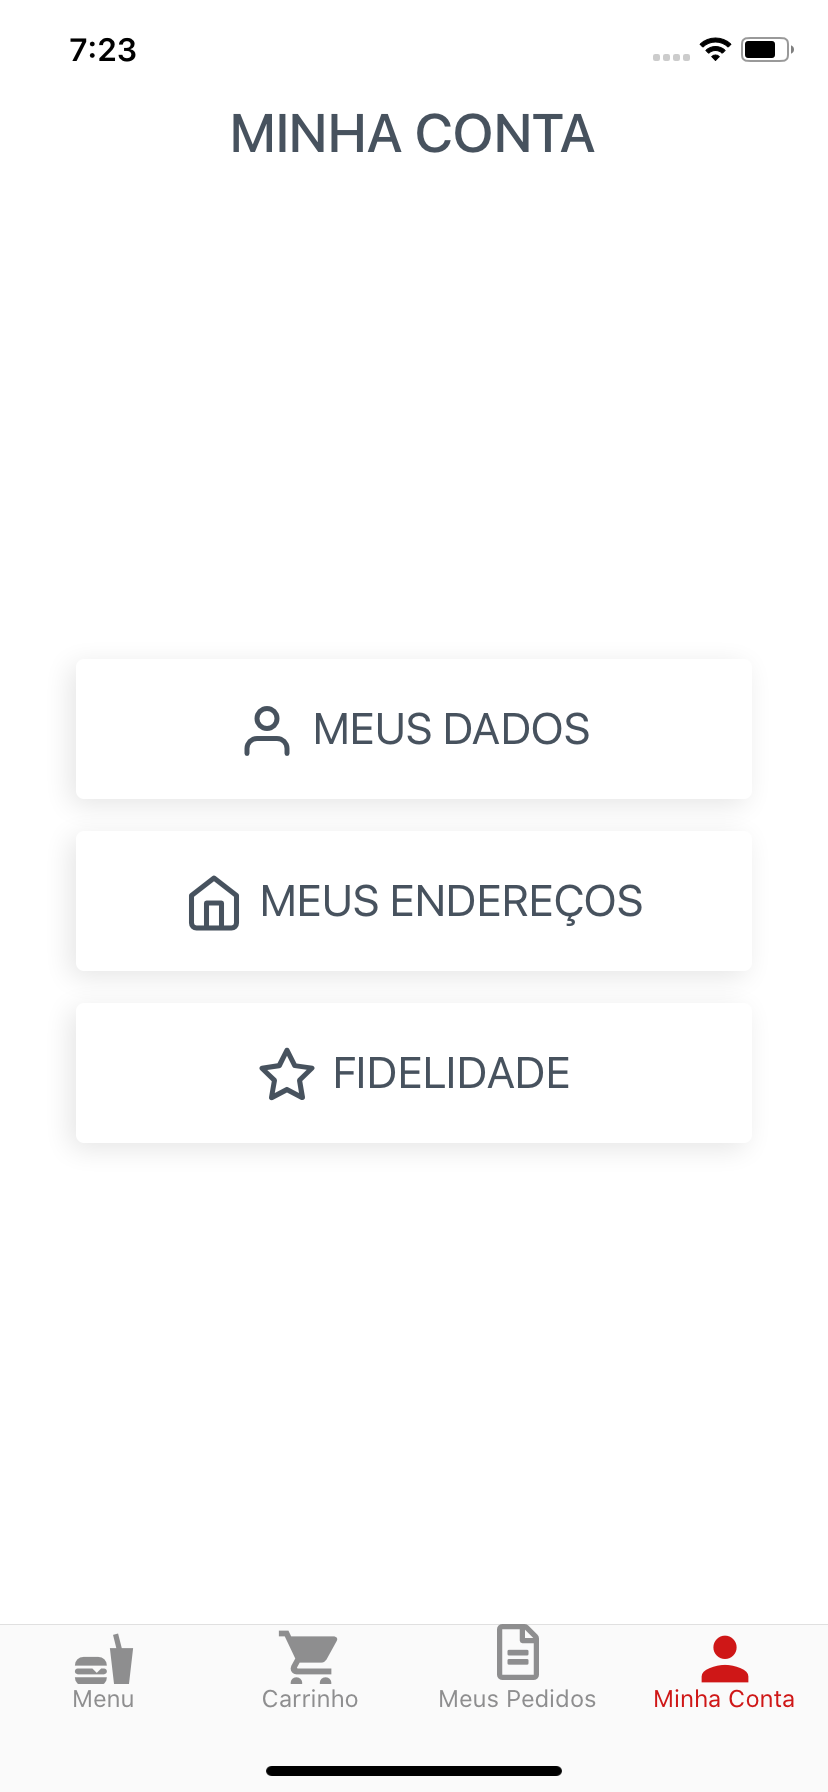 7:23
MINHA CONTA
MEUS DADOS
MEUS ENDEREÇOS
FIDELIDADE
Menu
Carrinho
Meus Pedidos
Minha Conta